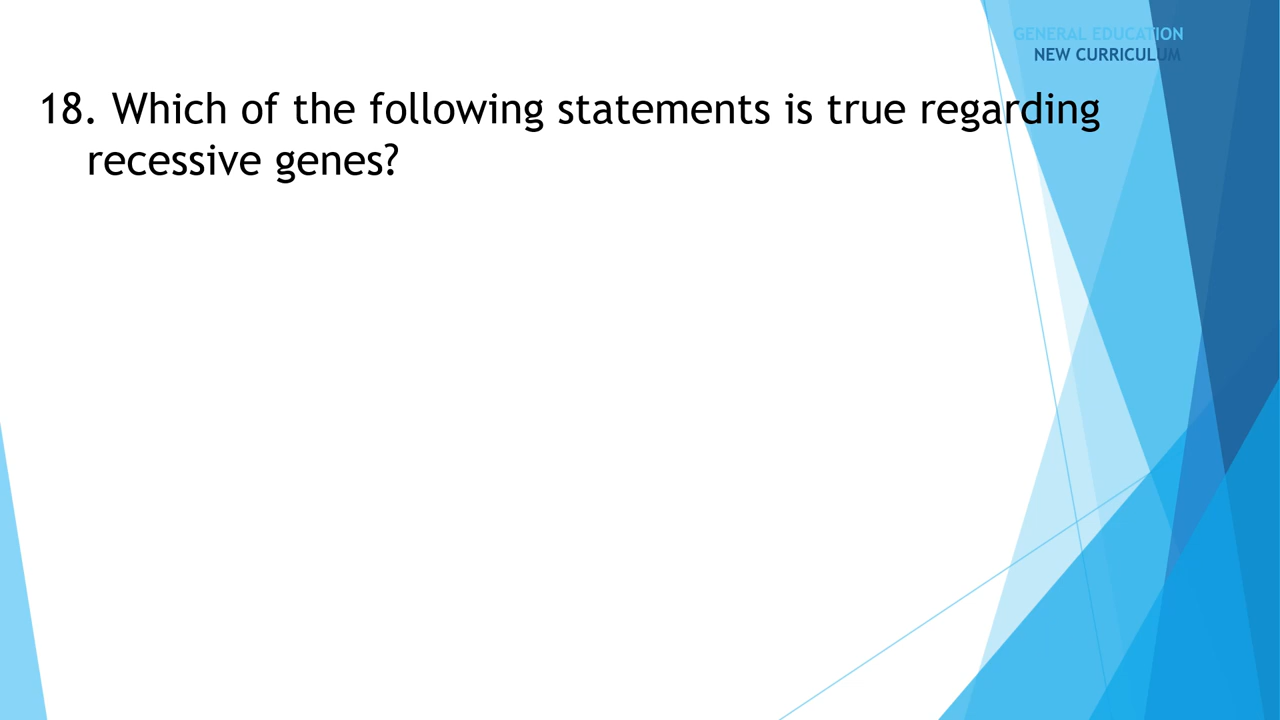 GENERAL EDUCATION
NEW CURRICULUM
18. Which of the following statements is true regarding
recessive genes?